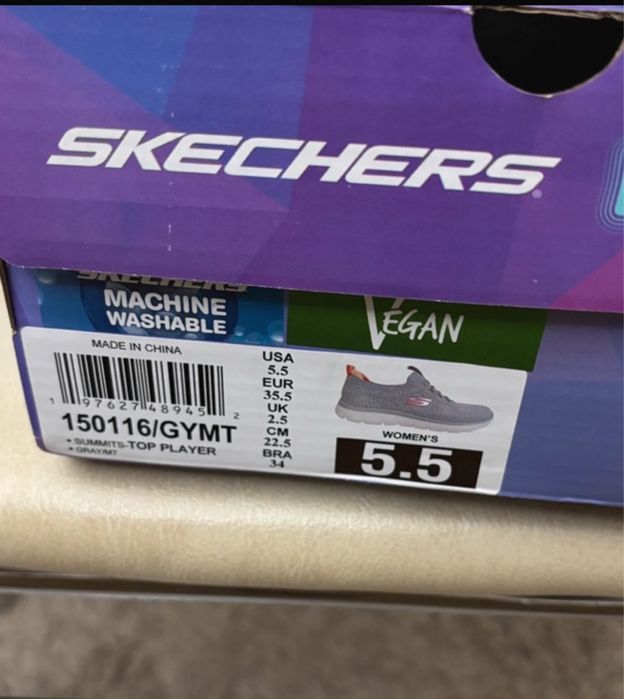 SKECHERS
SKECHERS
MACHINE
WASHABLE
VEGAN
MADE IN CHINA
1 97627 48945 2
150116/GYMT
• SUMMITS-TOP PLAYER
• GRAY/MT
USA
5.5
EUR
35.5
UK
2.5
CM
22.5
BRA
34
WOMEN'S
5.5